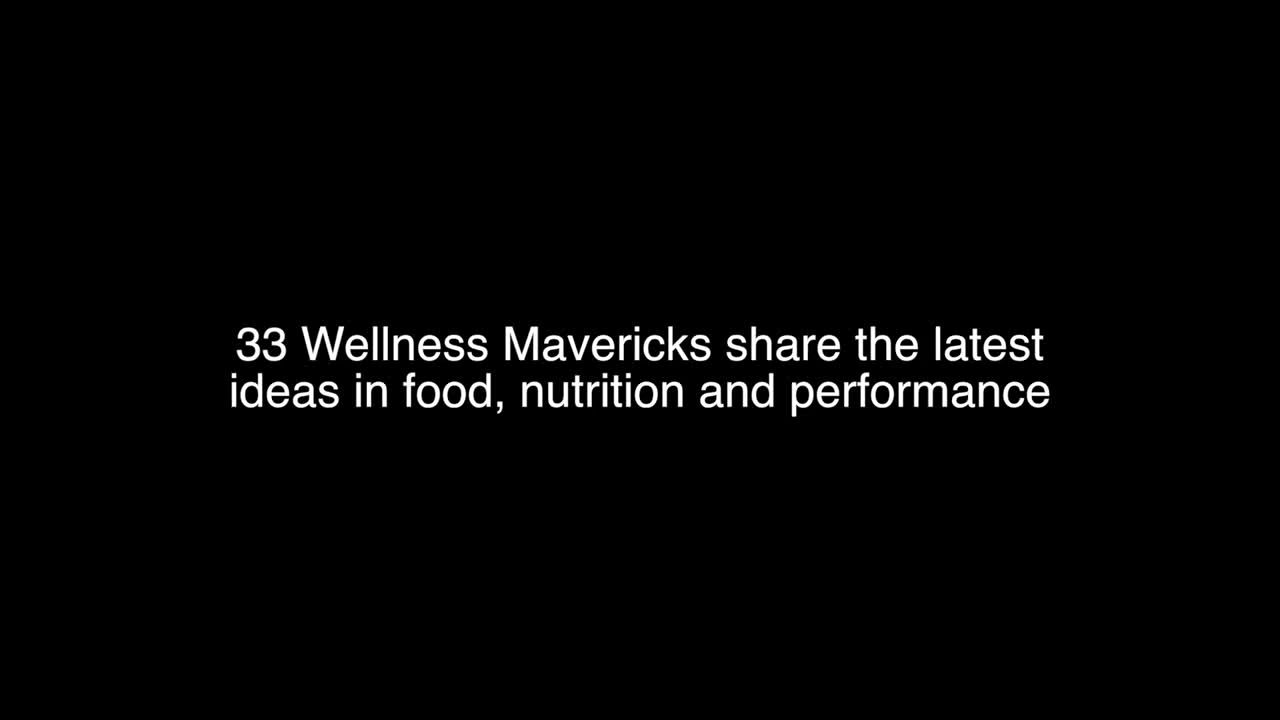 33 Wellness Mavericks share the latest
ideas in food, nutrition and performance